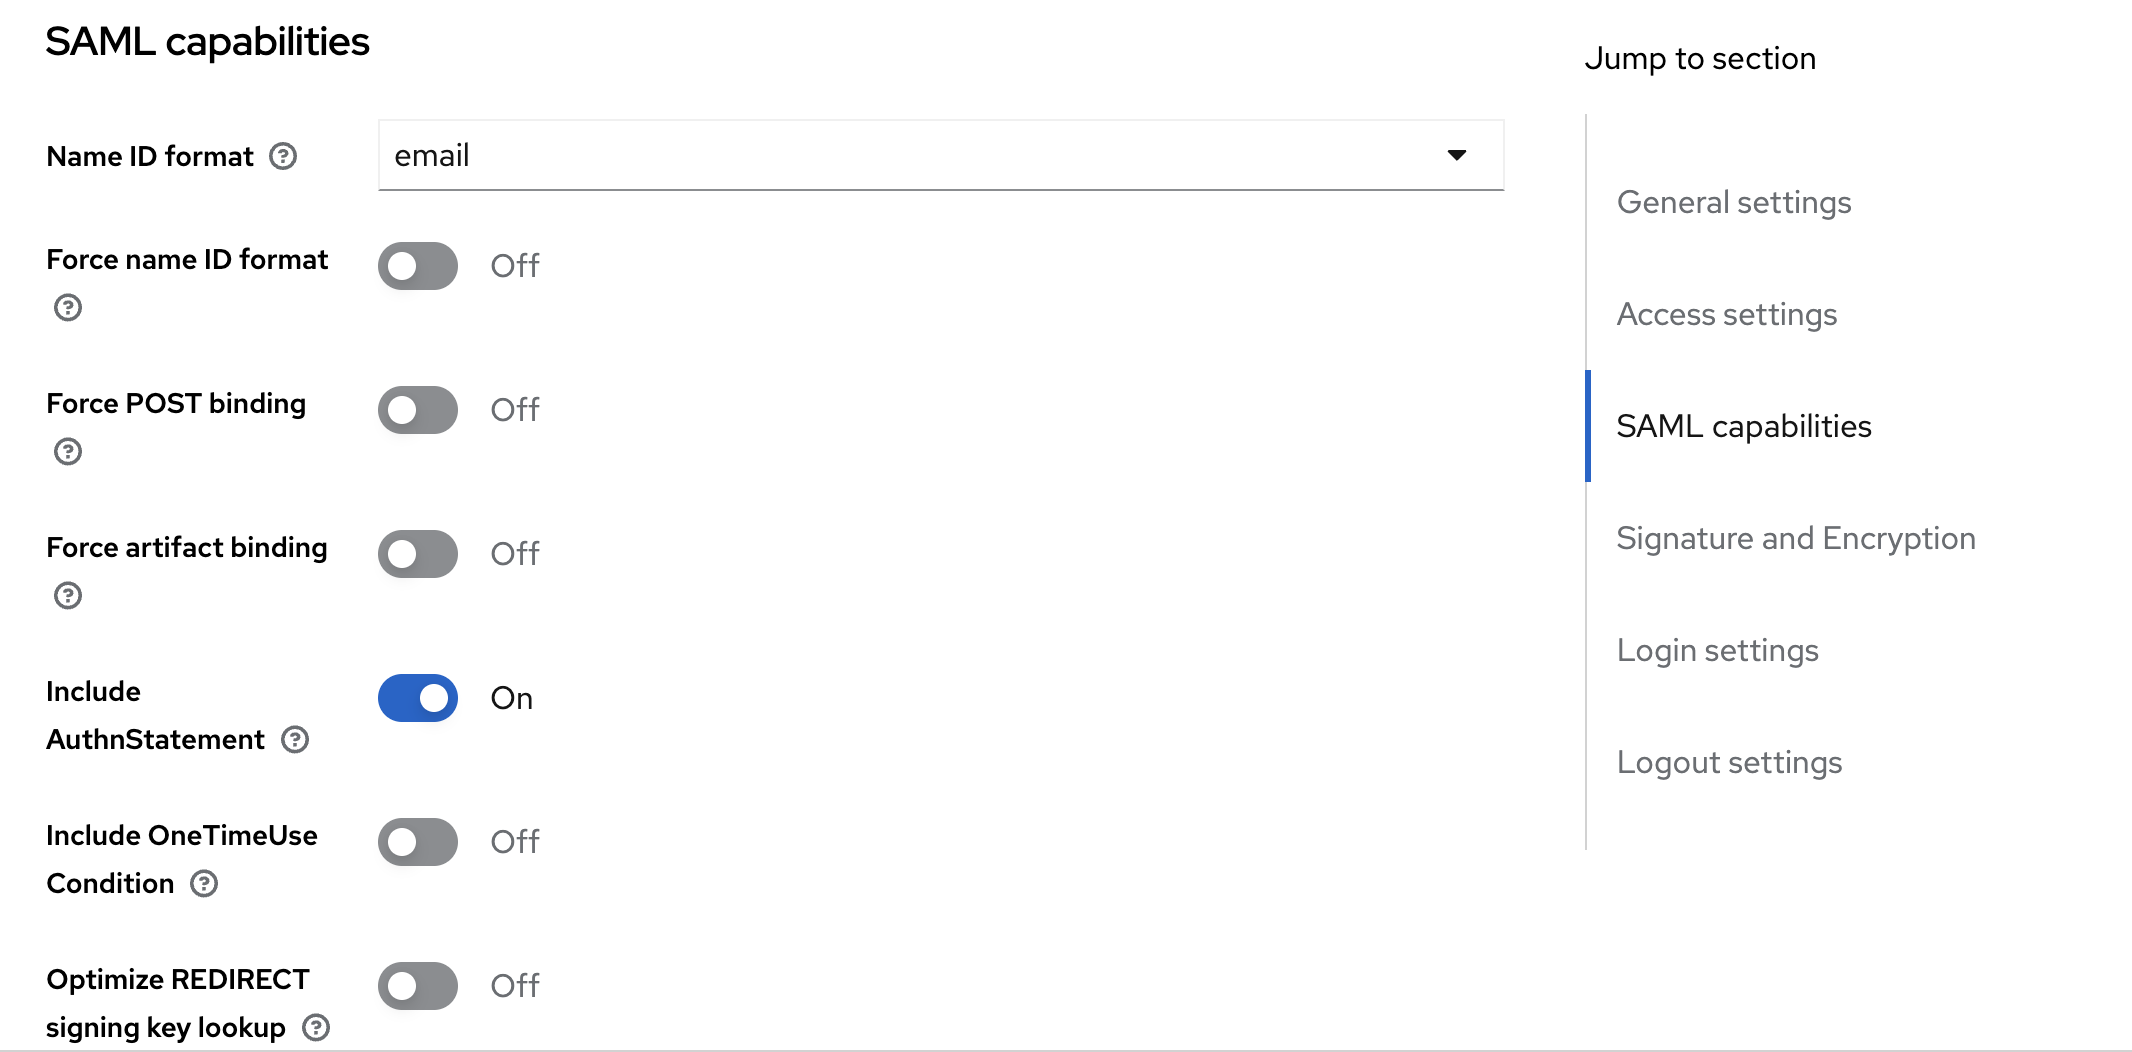 SAML capabilities
Name ID format
email
Force name ID format
Off
Force POST binding
Off
Force artifact binding
Off
Include
AuthnStatement
On
Include OneTimeUse
Condition
Off
Optimize REDIRECT
signing key lookup
Off
Jump to section
General settings
Access settings
SAML capabilities
Signature and Encryption
Login settings
Logout settings